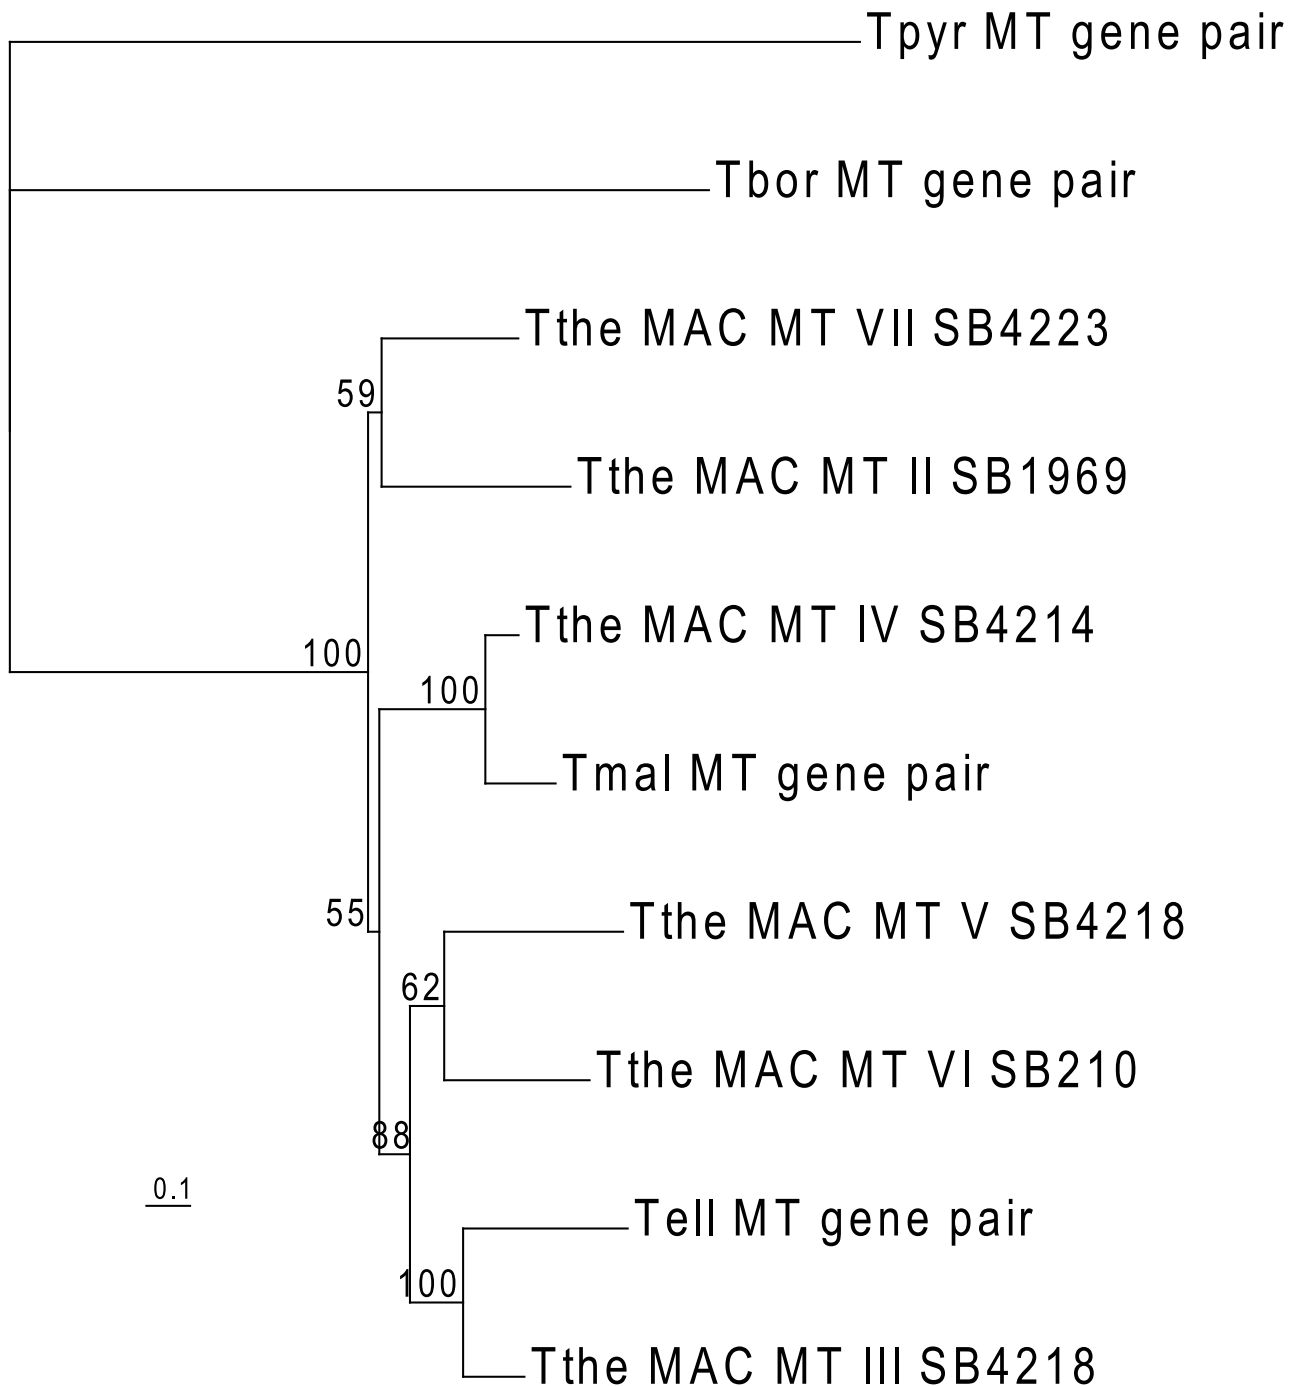 Tpyr MT gene pair
Tbor MT gene pair
Tthe MAC MT VII SB4223
59
Tthe MAC MT II SB1969
Tthe MAC MT IV SB4214
100
100
Tmal MT gene pair
55
Tthe MAC MT V SB4218
62
Tthe MAC MT VI SB210
88
0.1
Tell MT gene pair
100
Tthe MAC MT III SB4218